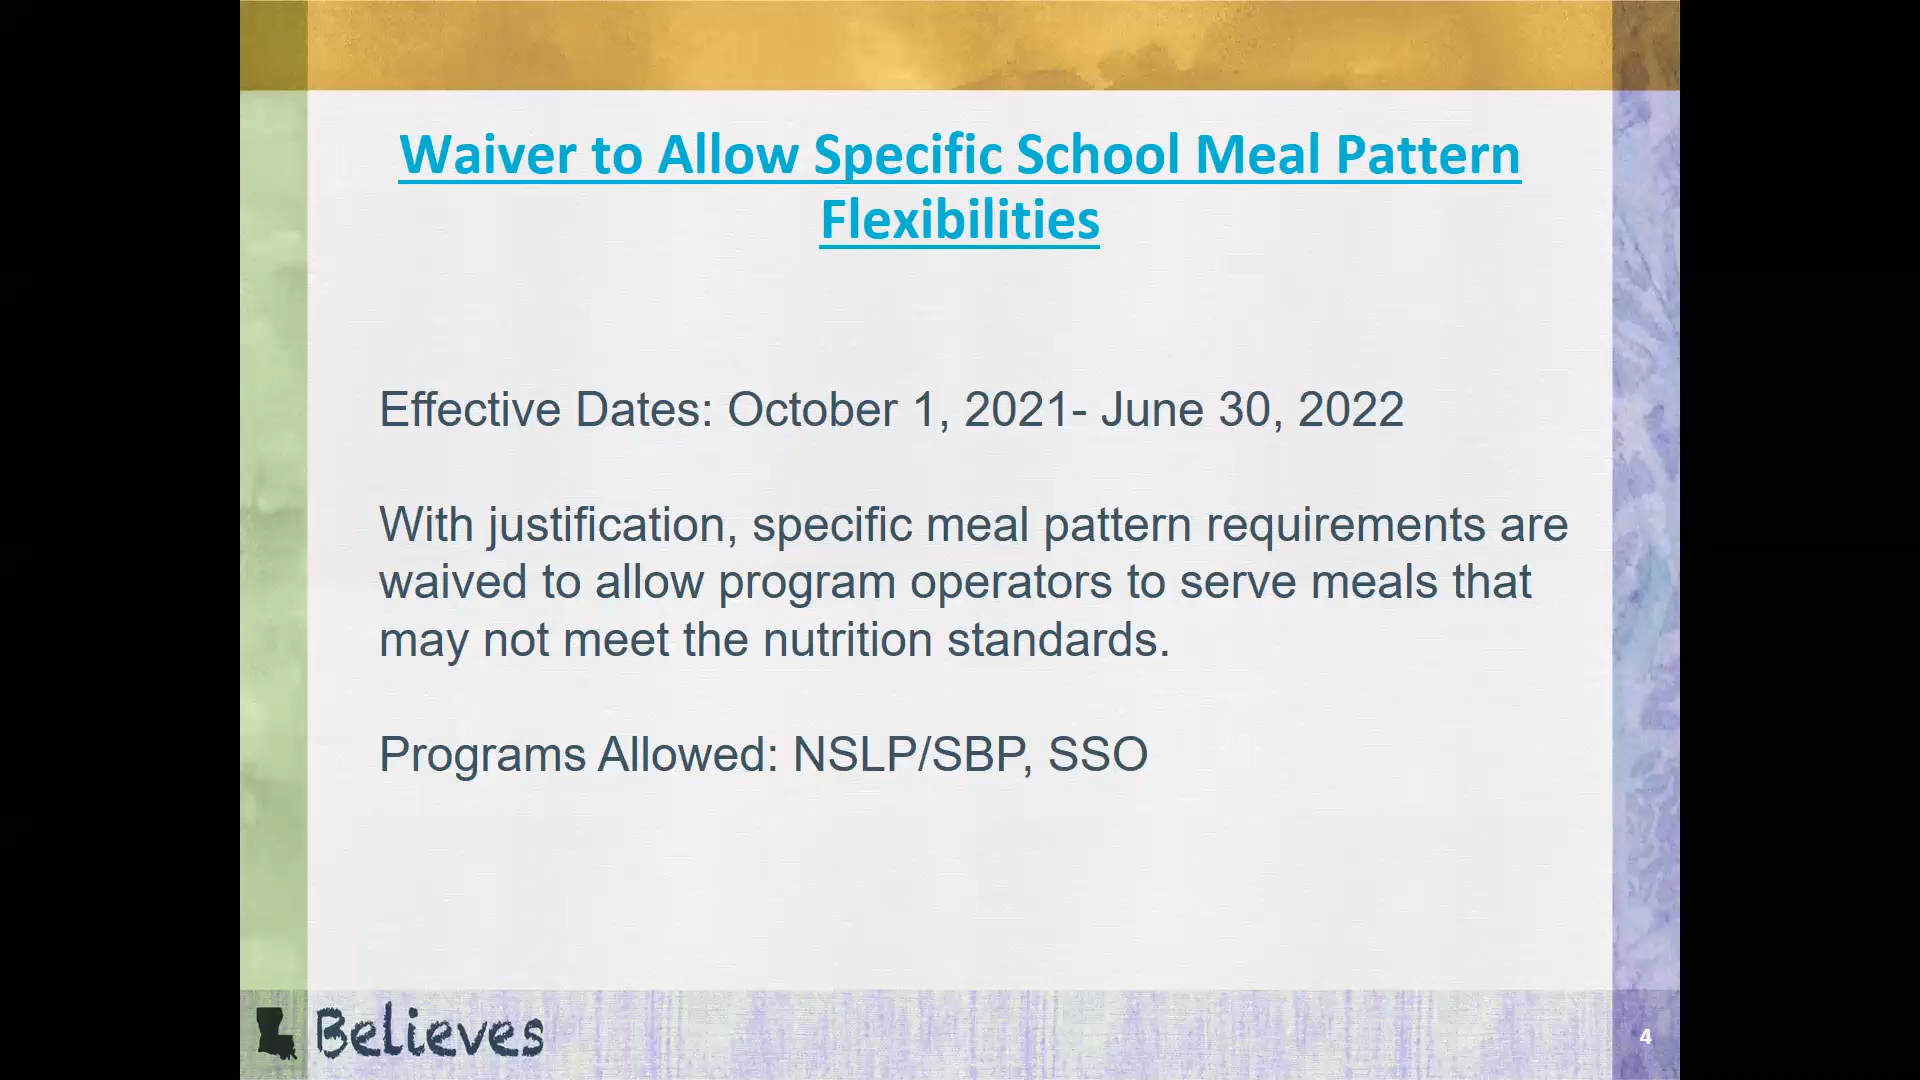 Waiver to Allow Specific School Meal Pattern
Flexibilities
Effective Dates: October 1, 2021- June 30, 2022
With justification, specific meal pattern requirements are
waived to allow program operators to serve meals that
may not meet the nutrition standards.
Programs Allowed: NSLP/SBP, SSO
Believes
4